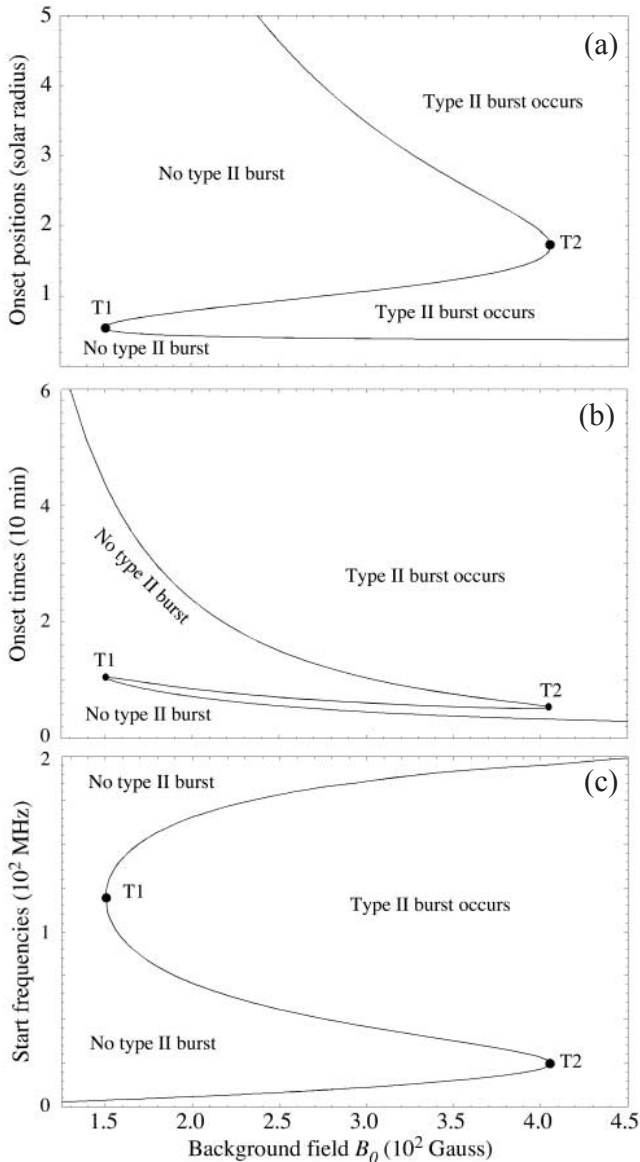 5
(a)
4
Type II burst occurs
3
No type II burst
2
T2
1
T1
Type II burst occurs
No type II burst
Onset positions (solar radius)
6
(b)
4
No type II burst
Type II burst occurs
2
T1
T2
No type II burst
0
Onset times (10 min)
2
No type II burst
(c)
T1
Type II burst occurs
1
No type II burst
T2
0
Start frequencies (10² MHz)
1.5 2.0 2.5 3.0 3.5 4.0 4.5
Background field B₀ (10² Gauss)